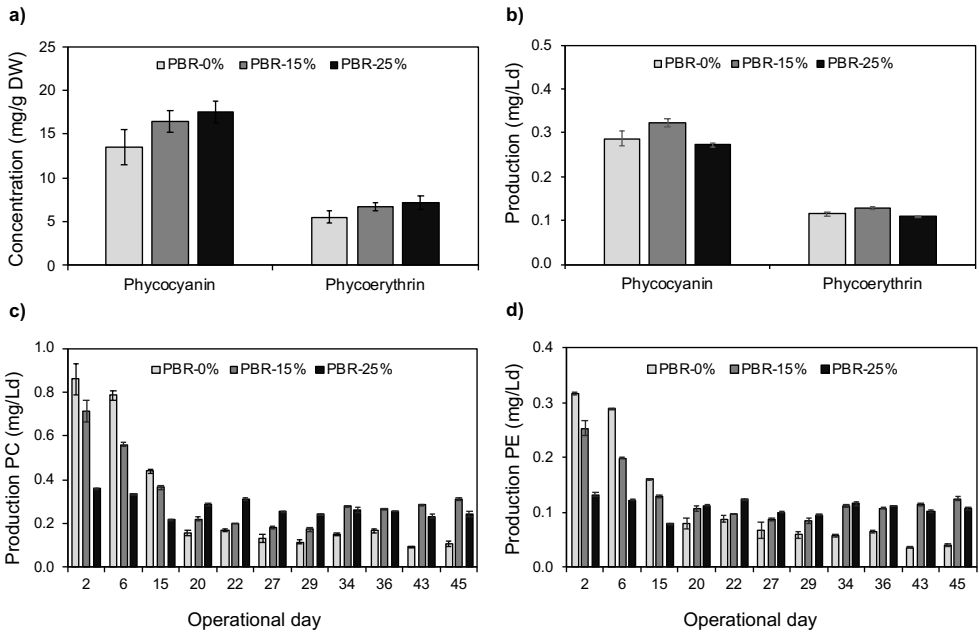 a)
25
20
15
10
5
0
Concentration (mg/g DW)
PBR-0% PBR-15% PBR-25%
Phycocyanin Phycoerythrin
b)
0.5
0.4
0.3
0.2
0.1
0.0
Production (mg/Ld)
PBR-0% PBR-15% PBR-25%
Phycocyanin Phycoerythrin
c)
1.0
0.8
0.6
0.4
0.2
0.0
Production PC (mg/Ld)
PBR-0% PBR-15% PBR-25%
2 6 15 20 22 27 29 34 36 43 45
Operational day
d)
0.4
0.3
0.2
0.1
0.0
Production PE (mg/Ld)
PBR-0% PBR-15% PBR-25%
2 6 15 20 22 27 29 34 36 43 45
Operational day